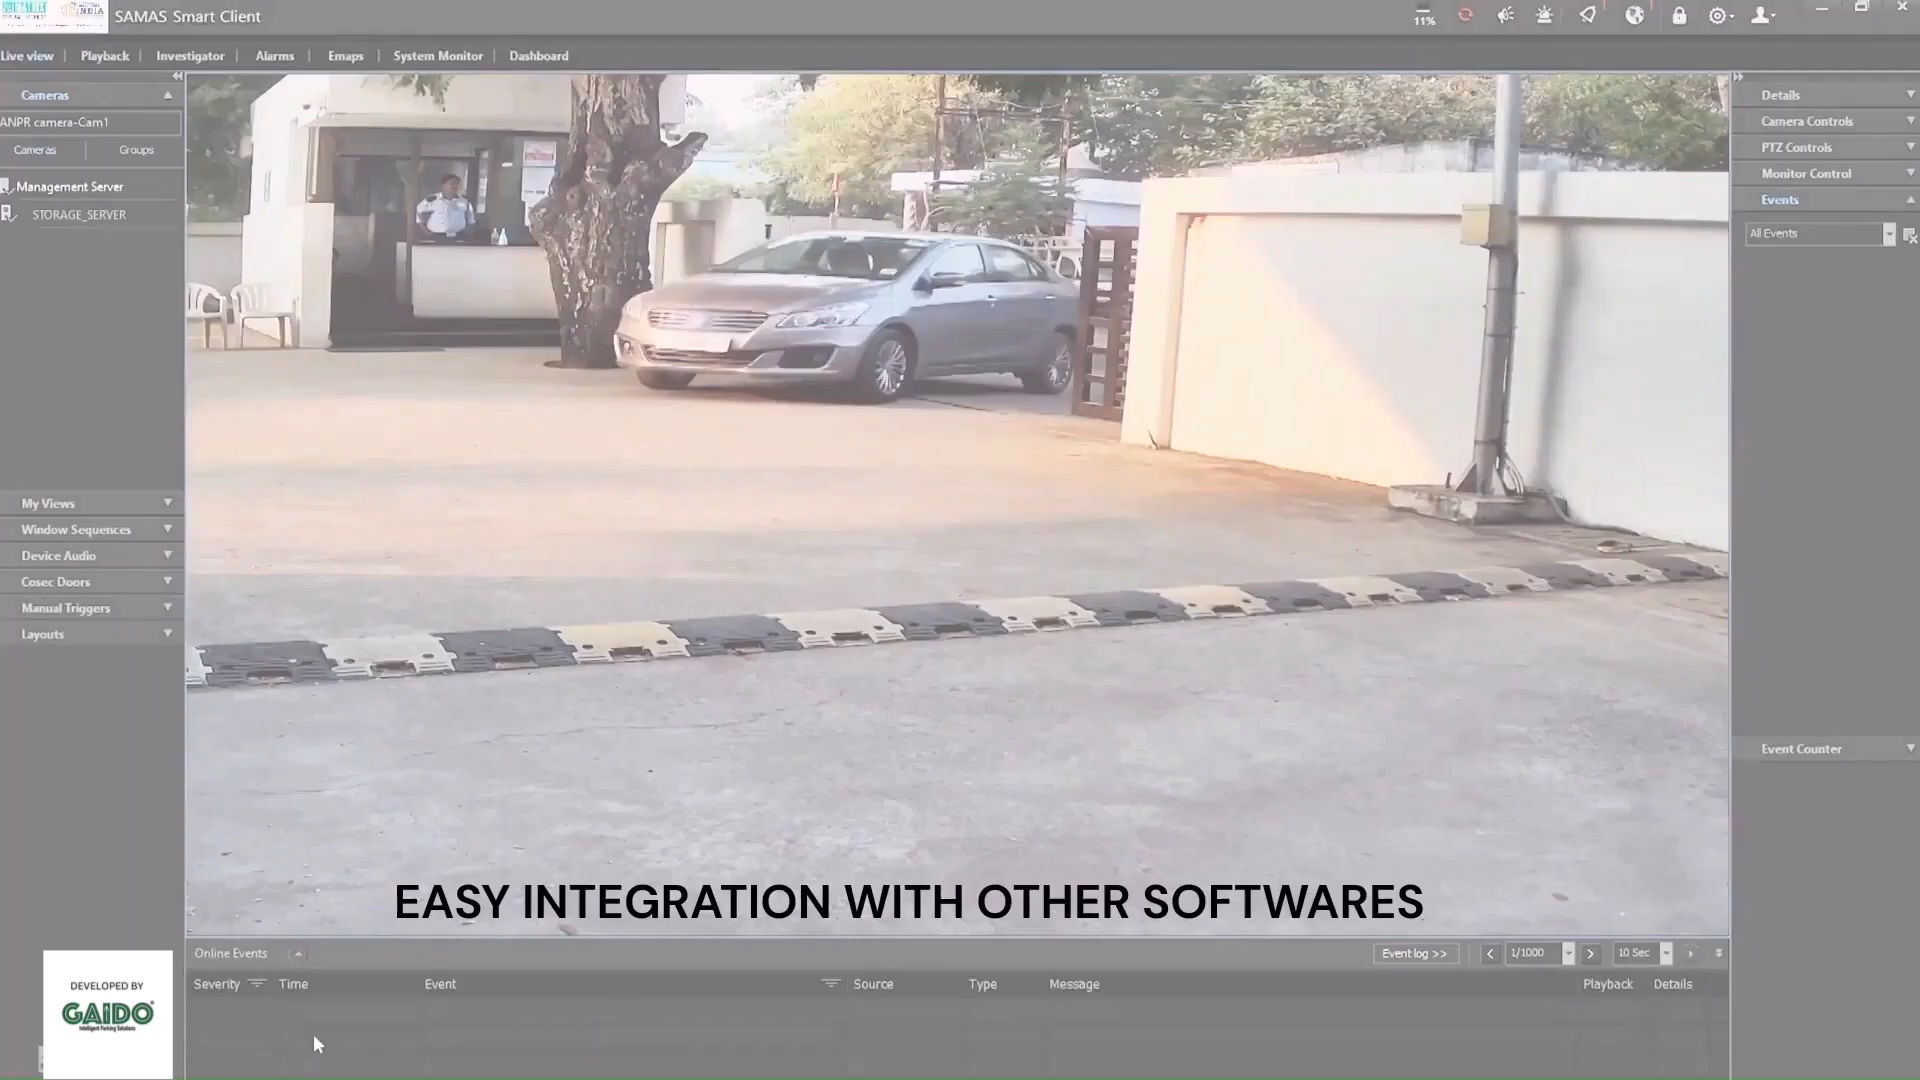 SAMAS Smart Client
11%
Live view
Playback
Investigator
Alarms
Emaps
System Monitor
Dashboard
Cameras
ANPR camera-Cam1
Cameras
Groups
Management Server
STORAGE_SERVER
My Views
Window Sequences
Device Audio
Cosec Doors
Manual Triggers
Layouts
Details
Camera Controls
PTZ Controls
Monitor Control
Events
All Events
Event Counter
EASY INTEGRATION WITH OTHER SOFTWARES
Online Events
Event log >>
1/1000
10 Sec
Severity
Time
Event
Source
Type
Message
Playback
Details
DEVELOPED BY
GAIDO
Intelligent Parking Solutions